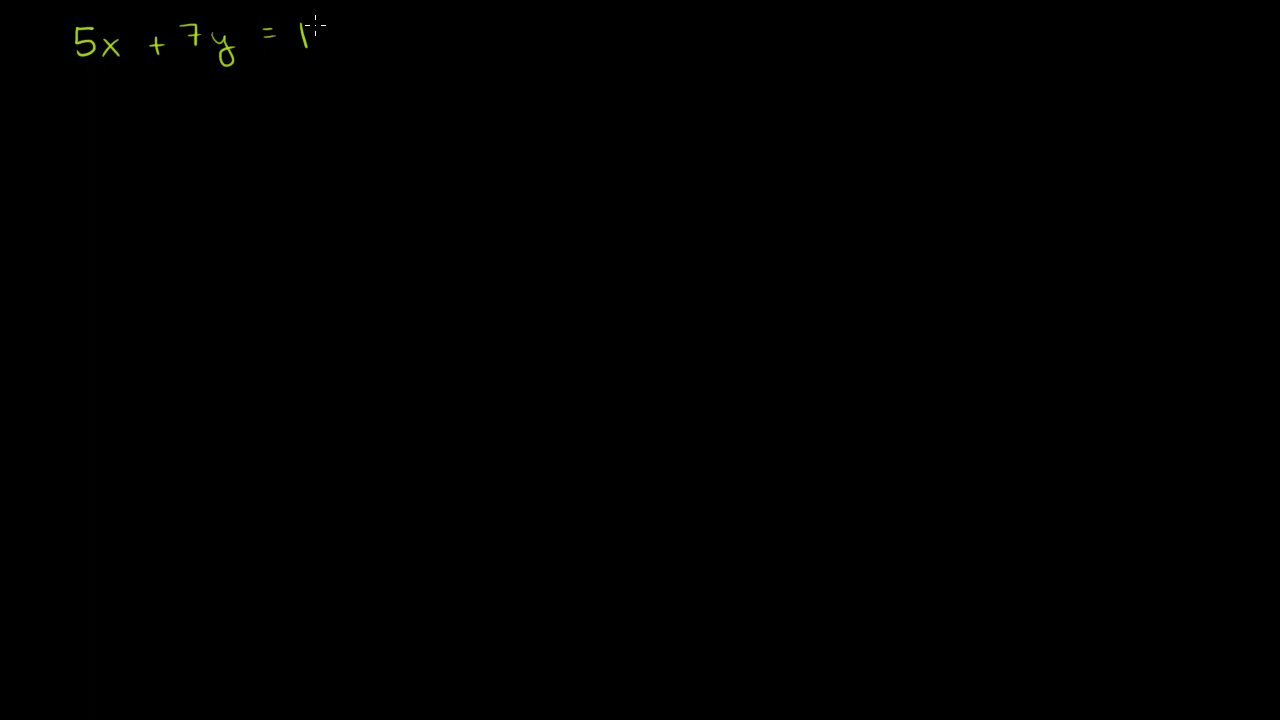 5x + 7y = 1